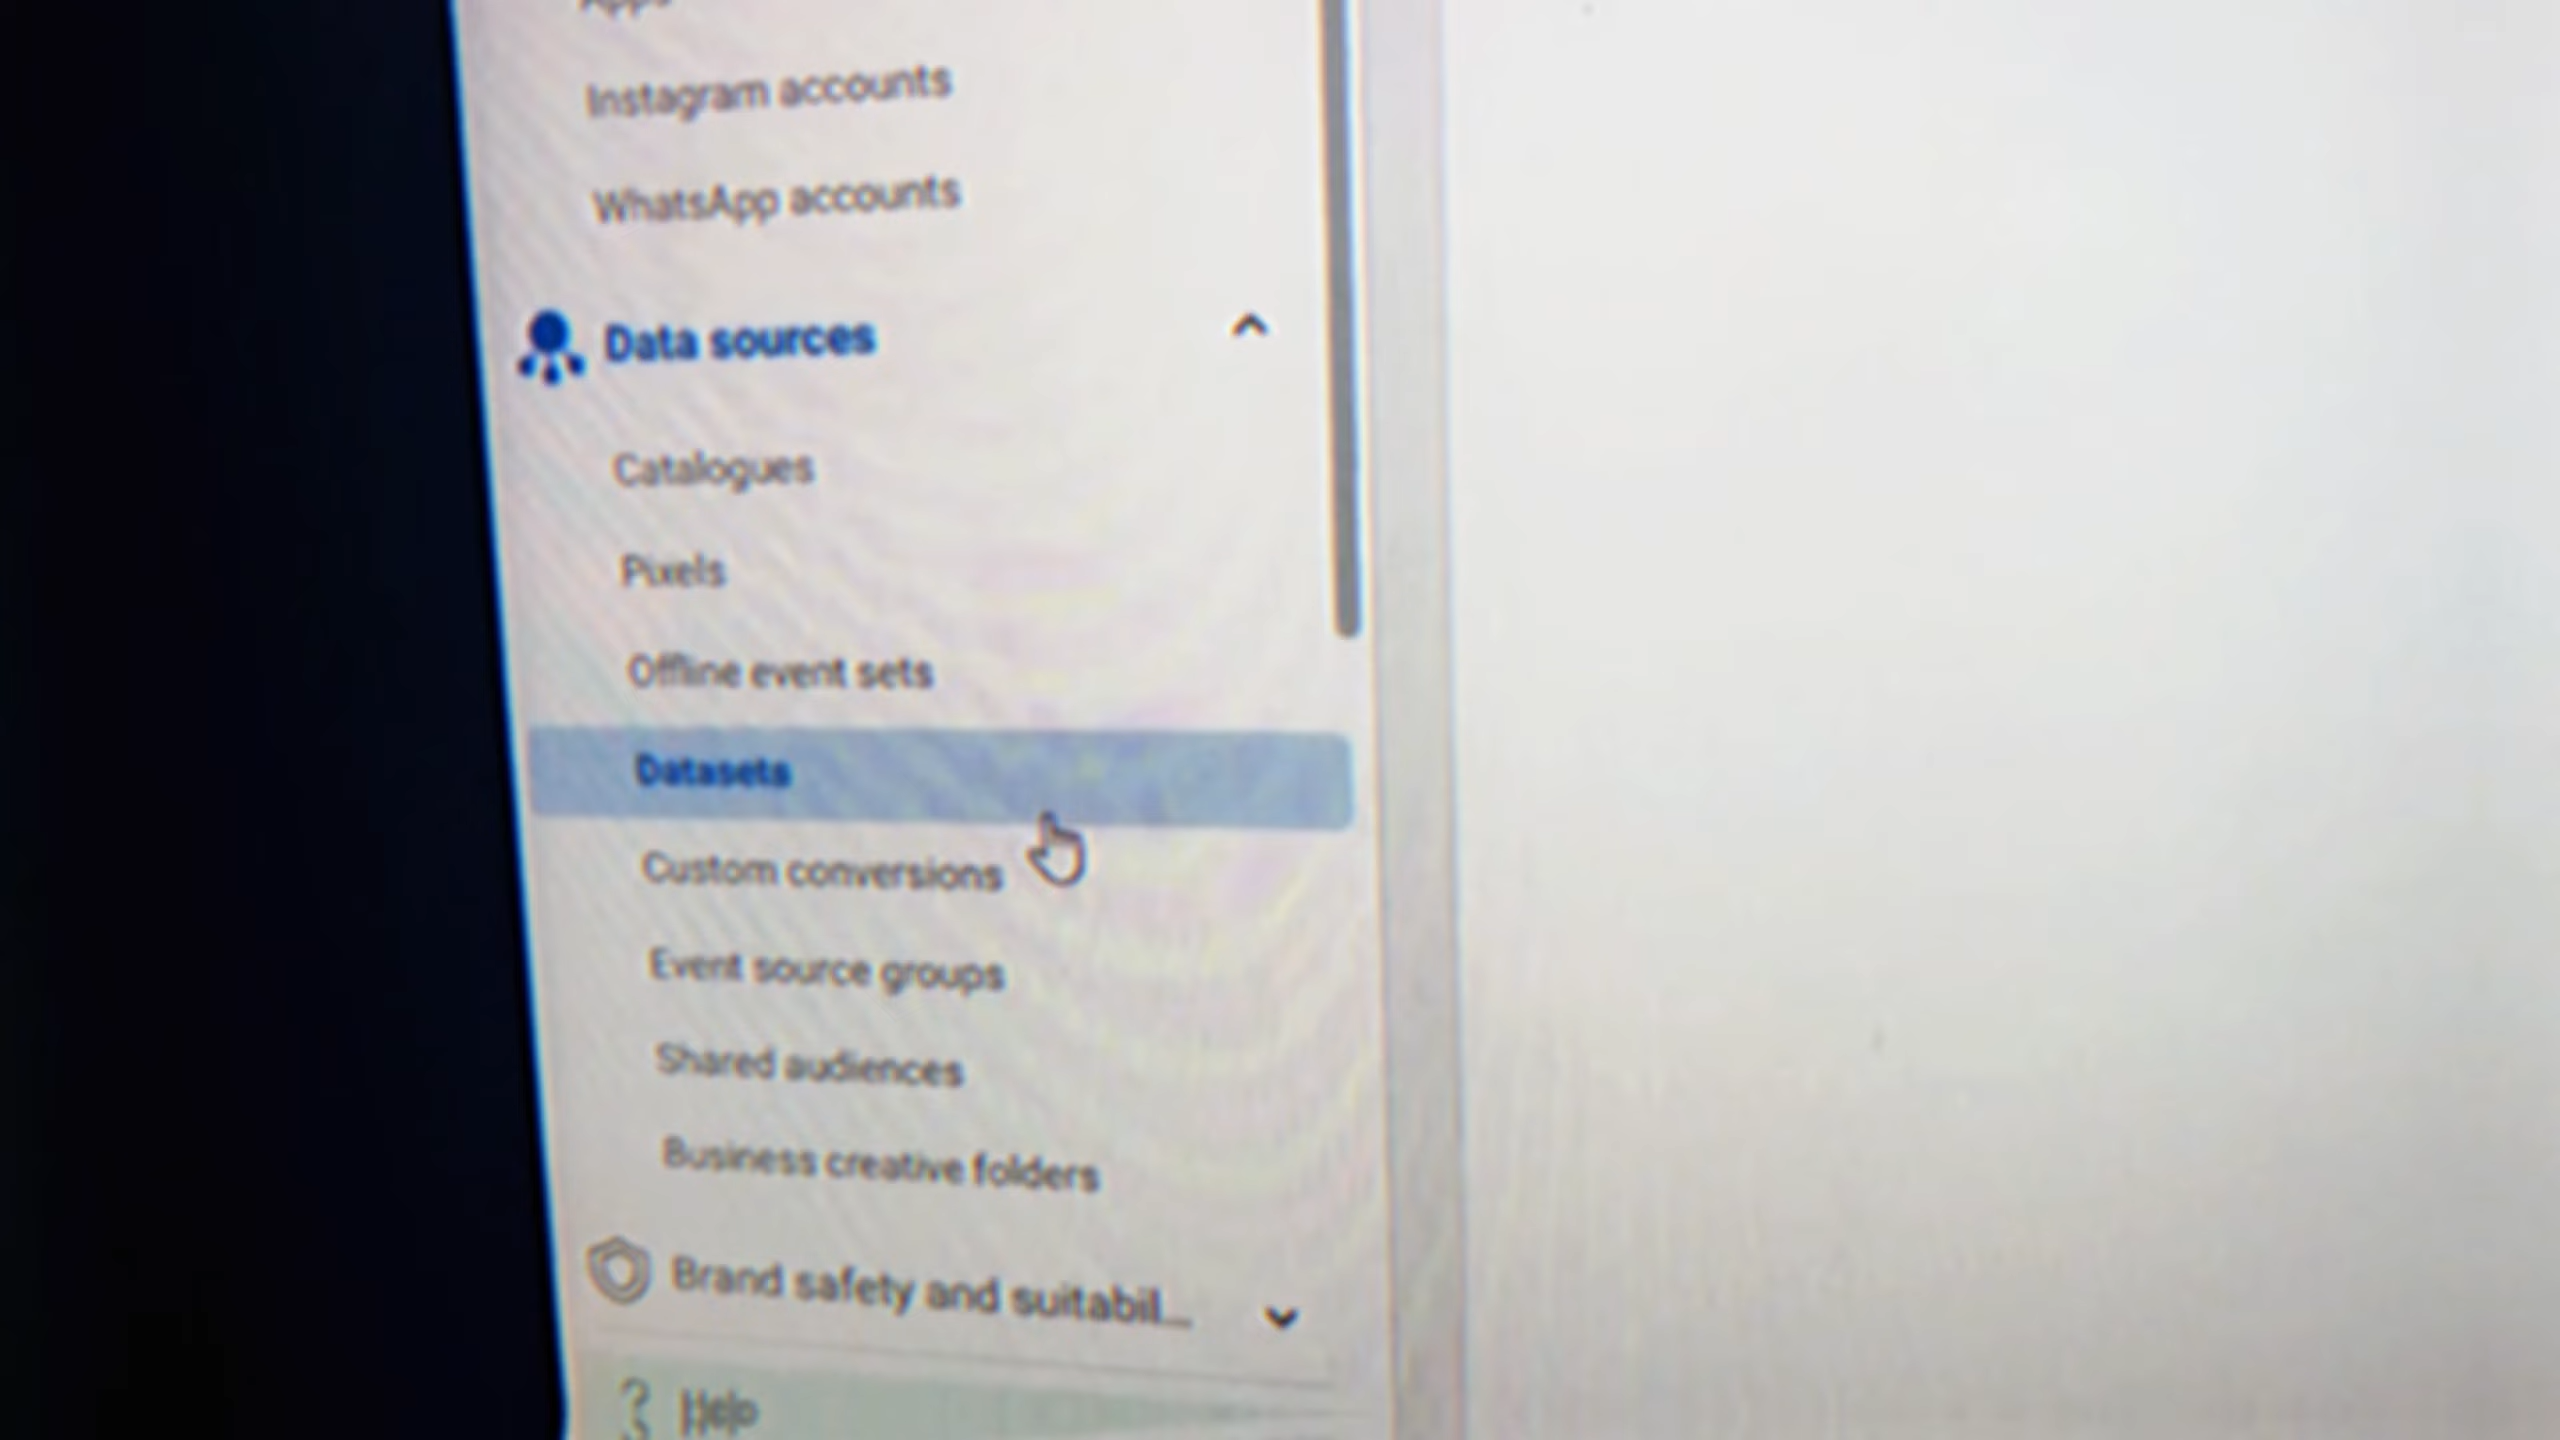 Apps
Instagram accounts
WhatsApp accounts
Data sources
Catalogues
Pixels
Offline event sets
Datasets
Custom conversions
Event source groups
Shared audiences
Business creative folders
Brand safety and suitabil...
Help